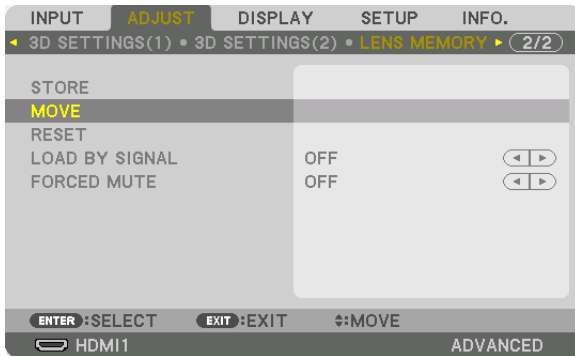 INPUT ADJUST DISPLAY SETUP INFO.
3D SETTINGS(1) • 3D SETTINGS(2) • LENS MEMORY 2/2
STORE
MOVE
RESET
LOAD BY SIGNAL OFF
FORCED MUTE OFF
ENTER :SELECT EXIT :EXIT :MOVE
HDMI1 ADVANCED